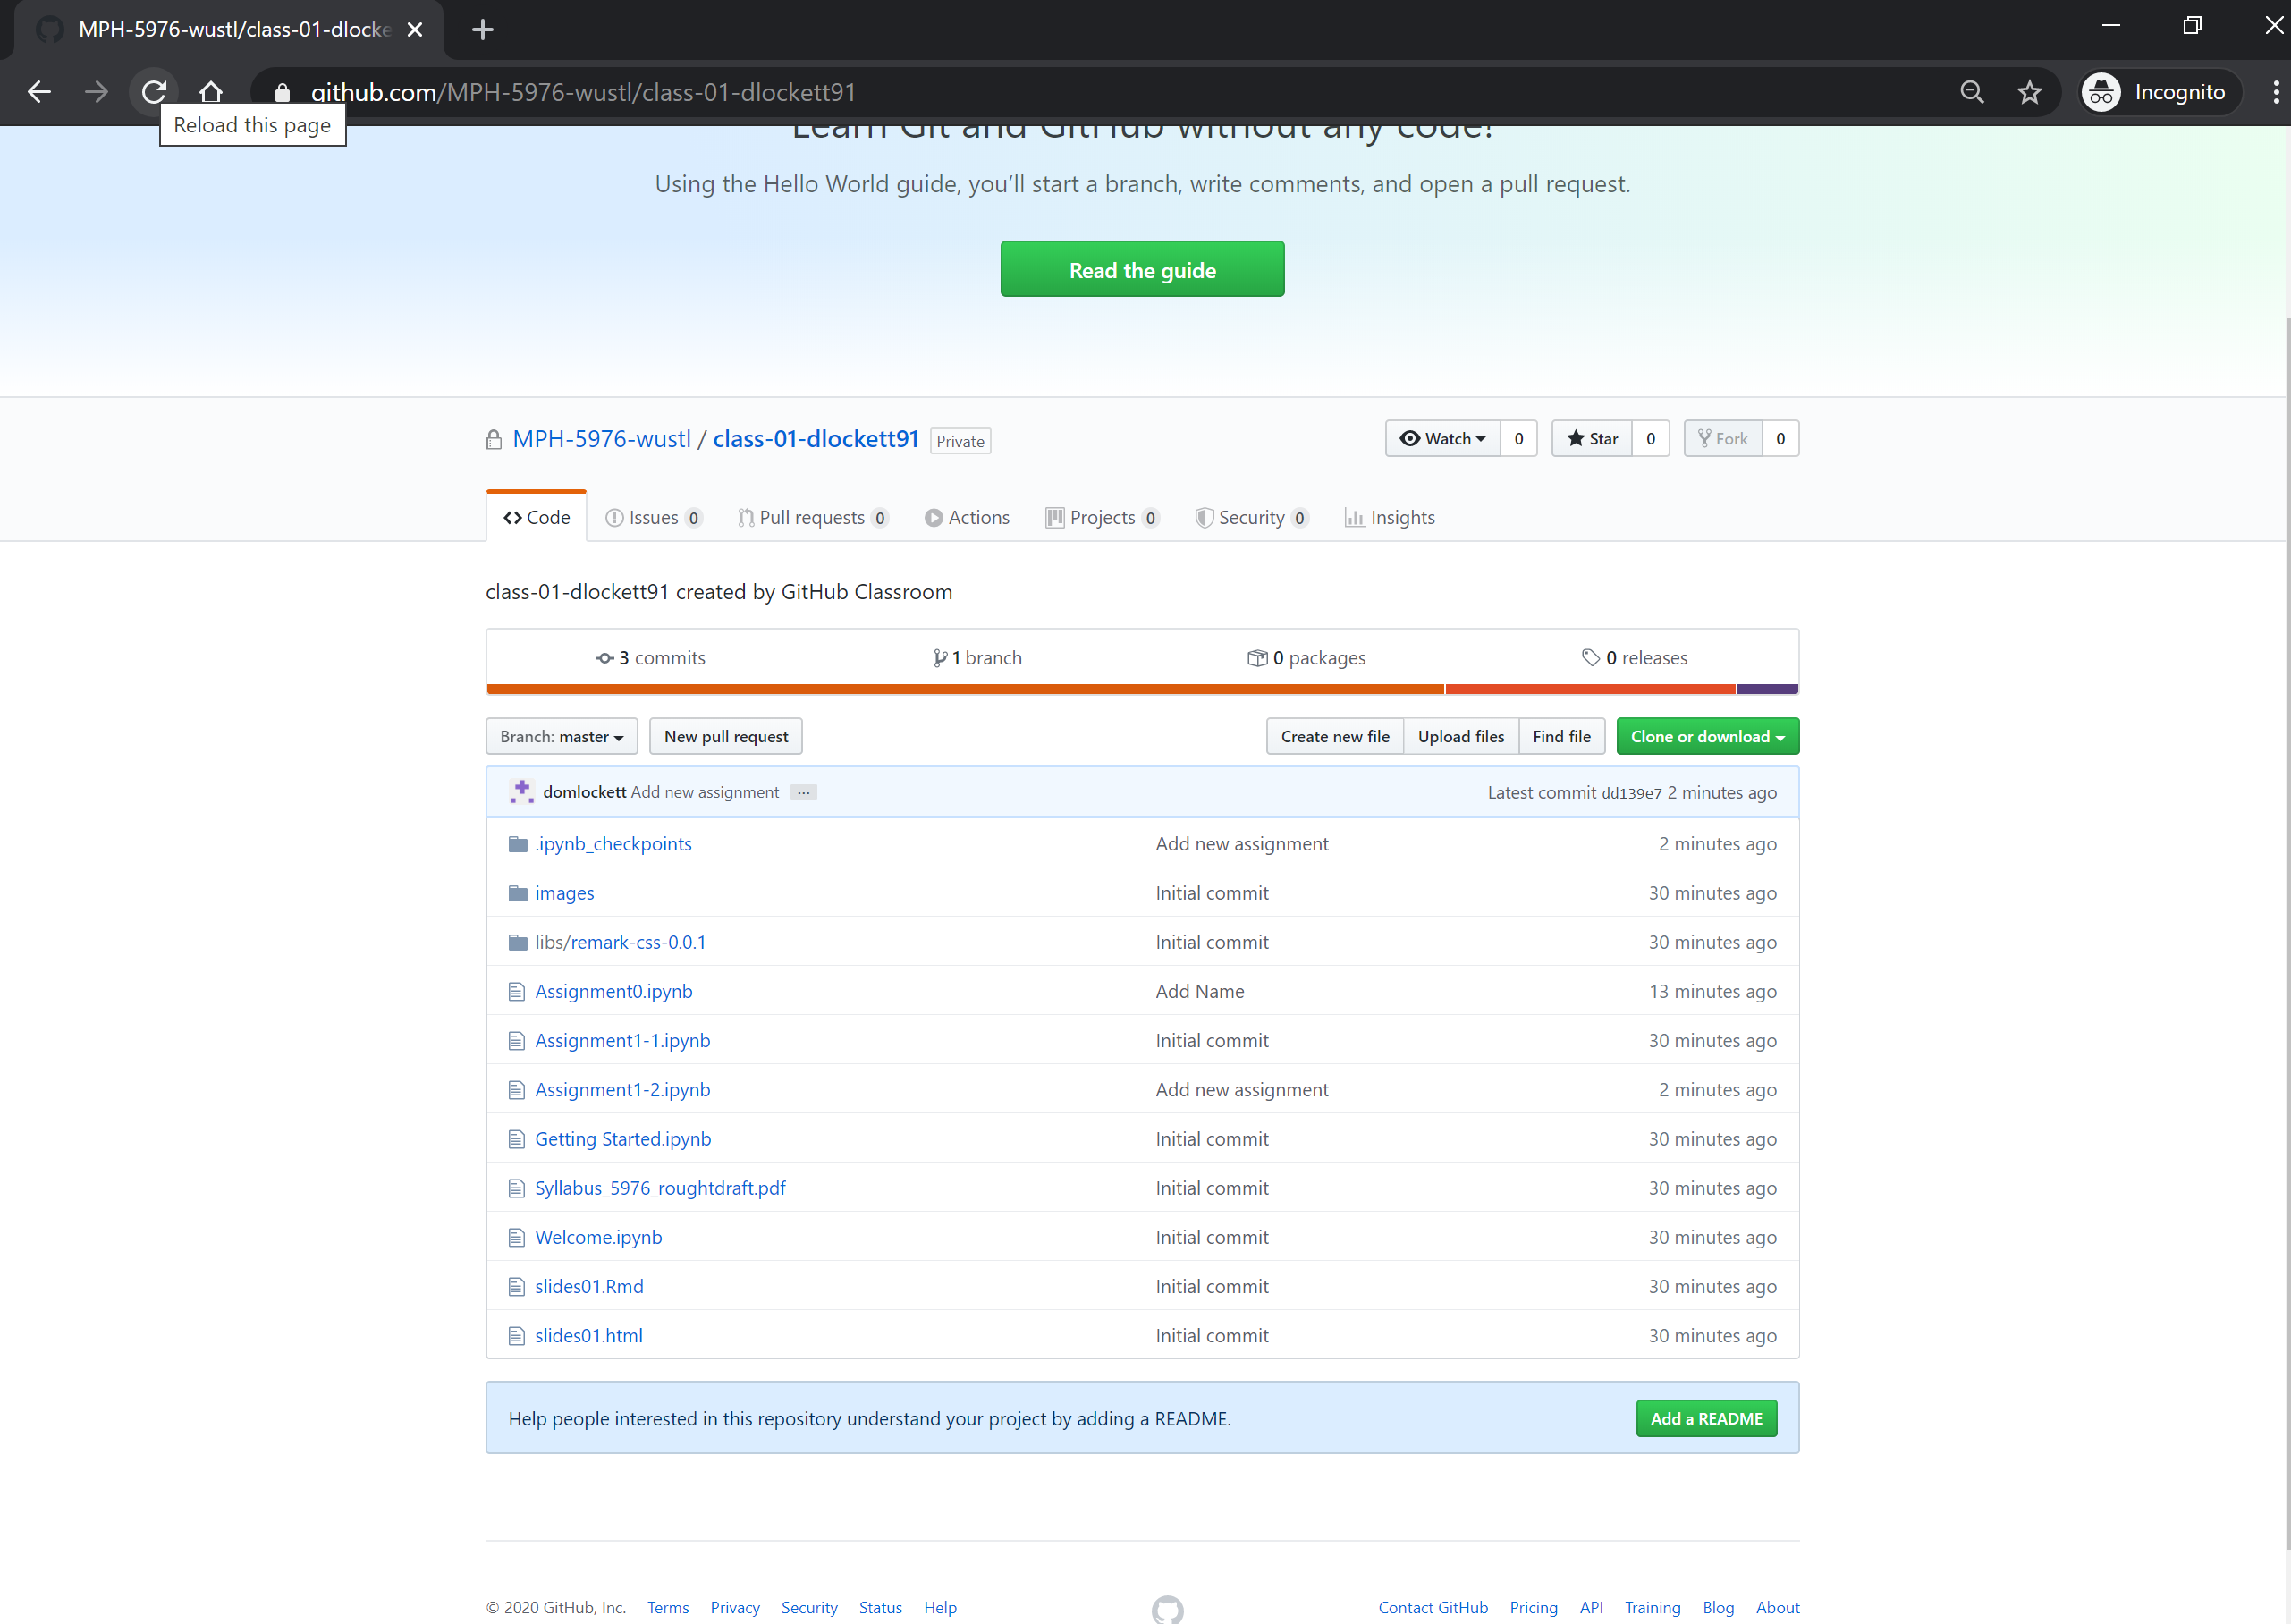 MPH-5976-wustl/class-01-dlocke
Incognito
github.com/MPH-5976-wustl/class-01-dlockett91
Reload this page
Learn Git and GitHub without any code!
Using the Hello World guide, you’ll start a branch, write comments, and open a pull request.
Read the guide
MPH-5976-wustl / class-01-dlockett91 Private
Watch 0 Star 0 Fork 0
Code Issues 0 Pull requests 0 Actions Projects 0 Security 0 Insights
class-01-dlockett91 created by GitHub Classroom
3 commits 1 branch 0 packages 0 releases
Branch: master New pull request Create new file Upload files Find file Clone or download
domlockett Add new assignment ... Latest commit dd139e7 2 minutes ago
.ipynb_checkpoints Add new assignment 2 minutes ago
images Initial commit 30 minutes ago
libs/remark-css-0.0.1 Initial commit 30 minutes ago
Assignment0.ipynb Add Name 13 minutes ago
Assignment1-1.ipynb Initial commit 30 minutes ago
Assignment1-2.ipynb Add new assignment 2 minutes ago
Getting Started.ipynb Initial commit 30 minutes ago
Syllabus_5976_roughtdraft.pdf Initial commit 30 minutes ago
Welcome.ipynb Initial commit 30 minutes ago
slides01.Rmd Initial commit 30 minutes ago
slides01.html Initial commit 30 minutes ago
Help people interested in this repository understand your project by adding a README. Add a README
© 2020 GitHub, Inc. Terms Privacy Security Status Help Contact GitHub Pricing API Training Blog About